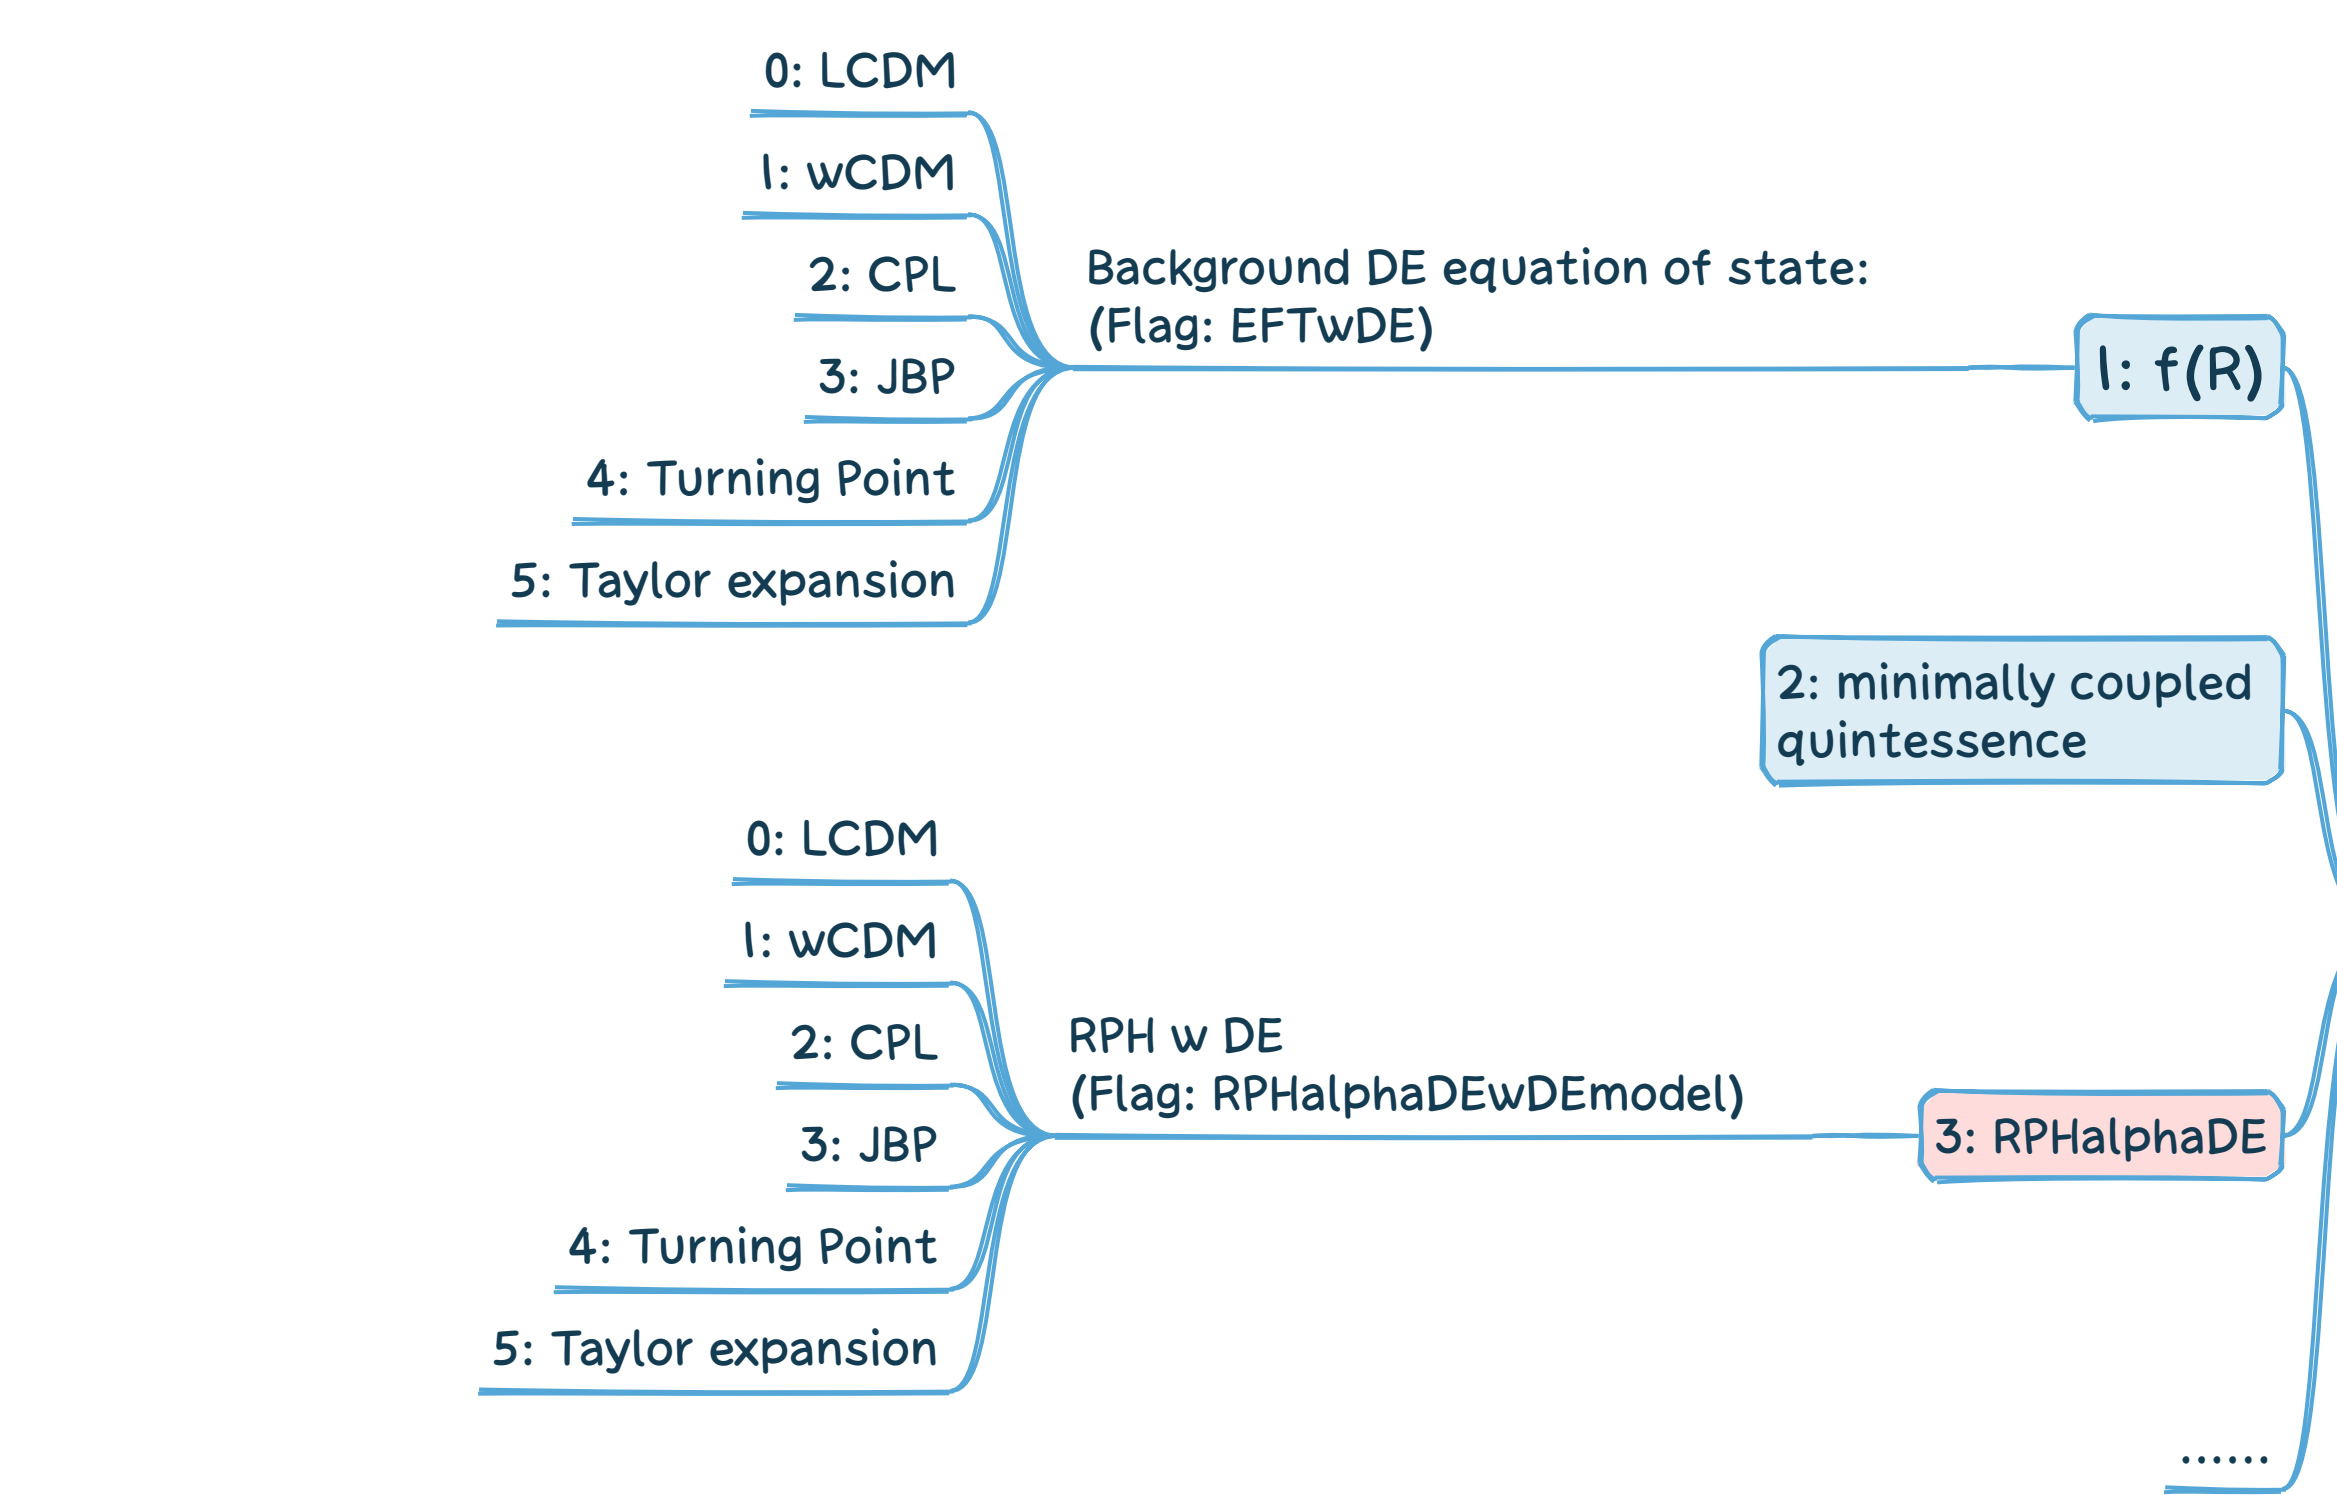 0: LCDM
1: wCDM
2: CPL
3: JBP
4: Turning Point
5: Taylor expansion
Background DE equation of state:
(Flag: EFTwDE)
1: f(R)
2: minimally coupled
quintessence
0: LCDM
1: wCDM
2: CPL
3: JBP
4: Turning Point
5: Taylor expansion
RPH w DE
(Flag: RPHalphaDEwDEmodel)
3: RPHalphaDE
......